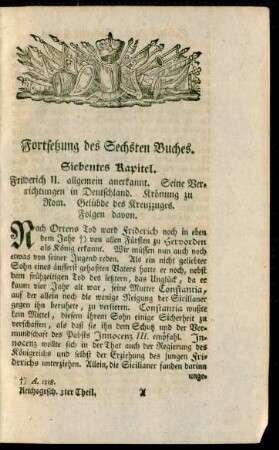 Fortsetzung des Sechsten Buches.
Siebentes Kapitel.
Friderich II. allgemein anerkannt. Seine Ver-
richtungen in Deutschland. Krönung zu
Rom. Gelübde des Kreuzzuges.
Folgen davon.
Nach Ottens Tod ward Friderich noch in eben
dem Jahr †) von allen Fürsten zu Hervorden
als König erkannt. Wir müssen nun auch noch
etwas von seiner Jugend reden. Als ein nicht geliebter
Sohn eines äusserst gehaßten Vaters hatte er noch, nebst
dem frühzeitigen Tod des leztern, das Unglück, da er
kaum vier Jahr alt war, seine Mutter Constantia,
auf der allein noch die wenige Neigung der Sicilianer
gegen ihn beruhete, zu verlieren. Constantia wußte
kein Mittel, diesem ihrem Sohn einige Sicherheit zu
verschaffen, als daß sie ihn dem Schutz und der Vor-
mundschaft des Pabsts Innocenz III. empfahl. In-
nocenz wollte sich in der That auch der Regierung des
Königreichs und selbst der Erziehung des jungen Fri-
derichs unterziehen. Allein, die Sicilianer fanden darinn
unge-
†) A. 1218.
Reichsgesch. 3ter Theil. A